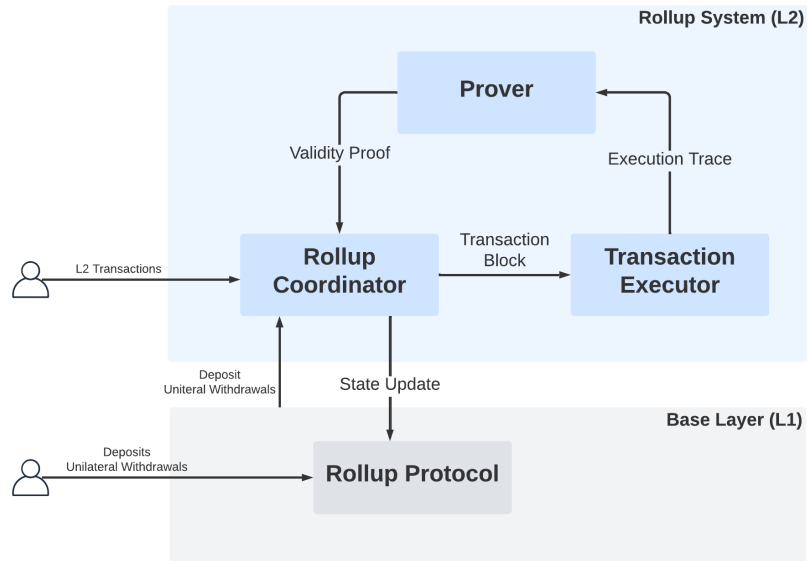 Rollup System (L2)
Prover
Validity Proof
Execution Trace
Rollup
Coordinator
Transaction
Block
Transaction
Executor
L2 Transactions
Deposit
Uniteral Withdrawals
State Update
Base Layer (L1)
Deposits
Unilateral Withdrawals
Rollup Protocol